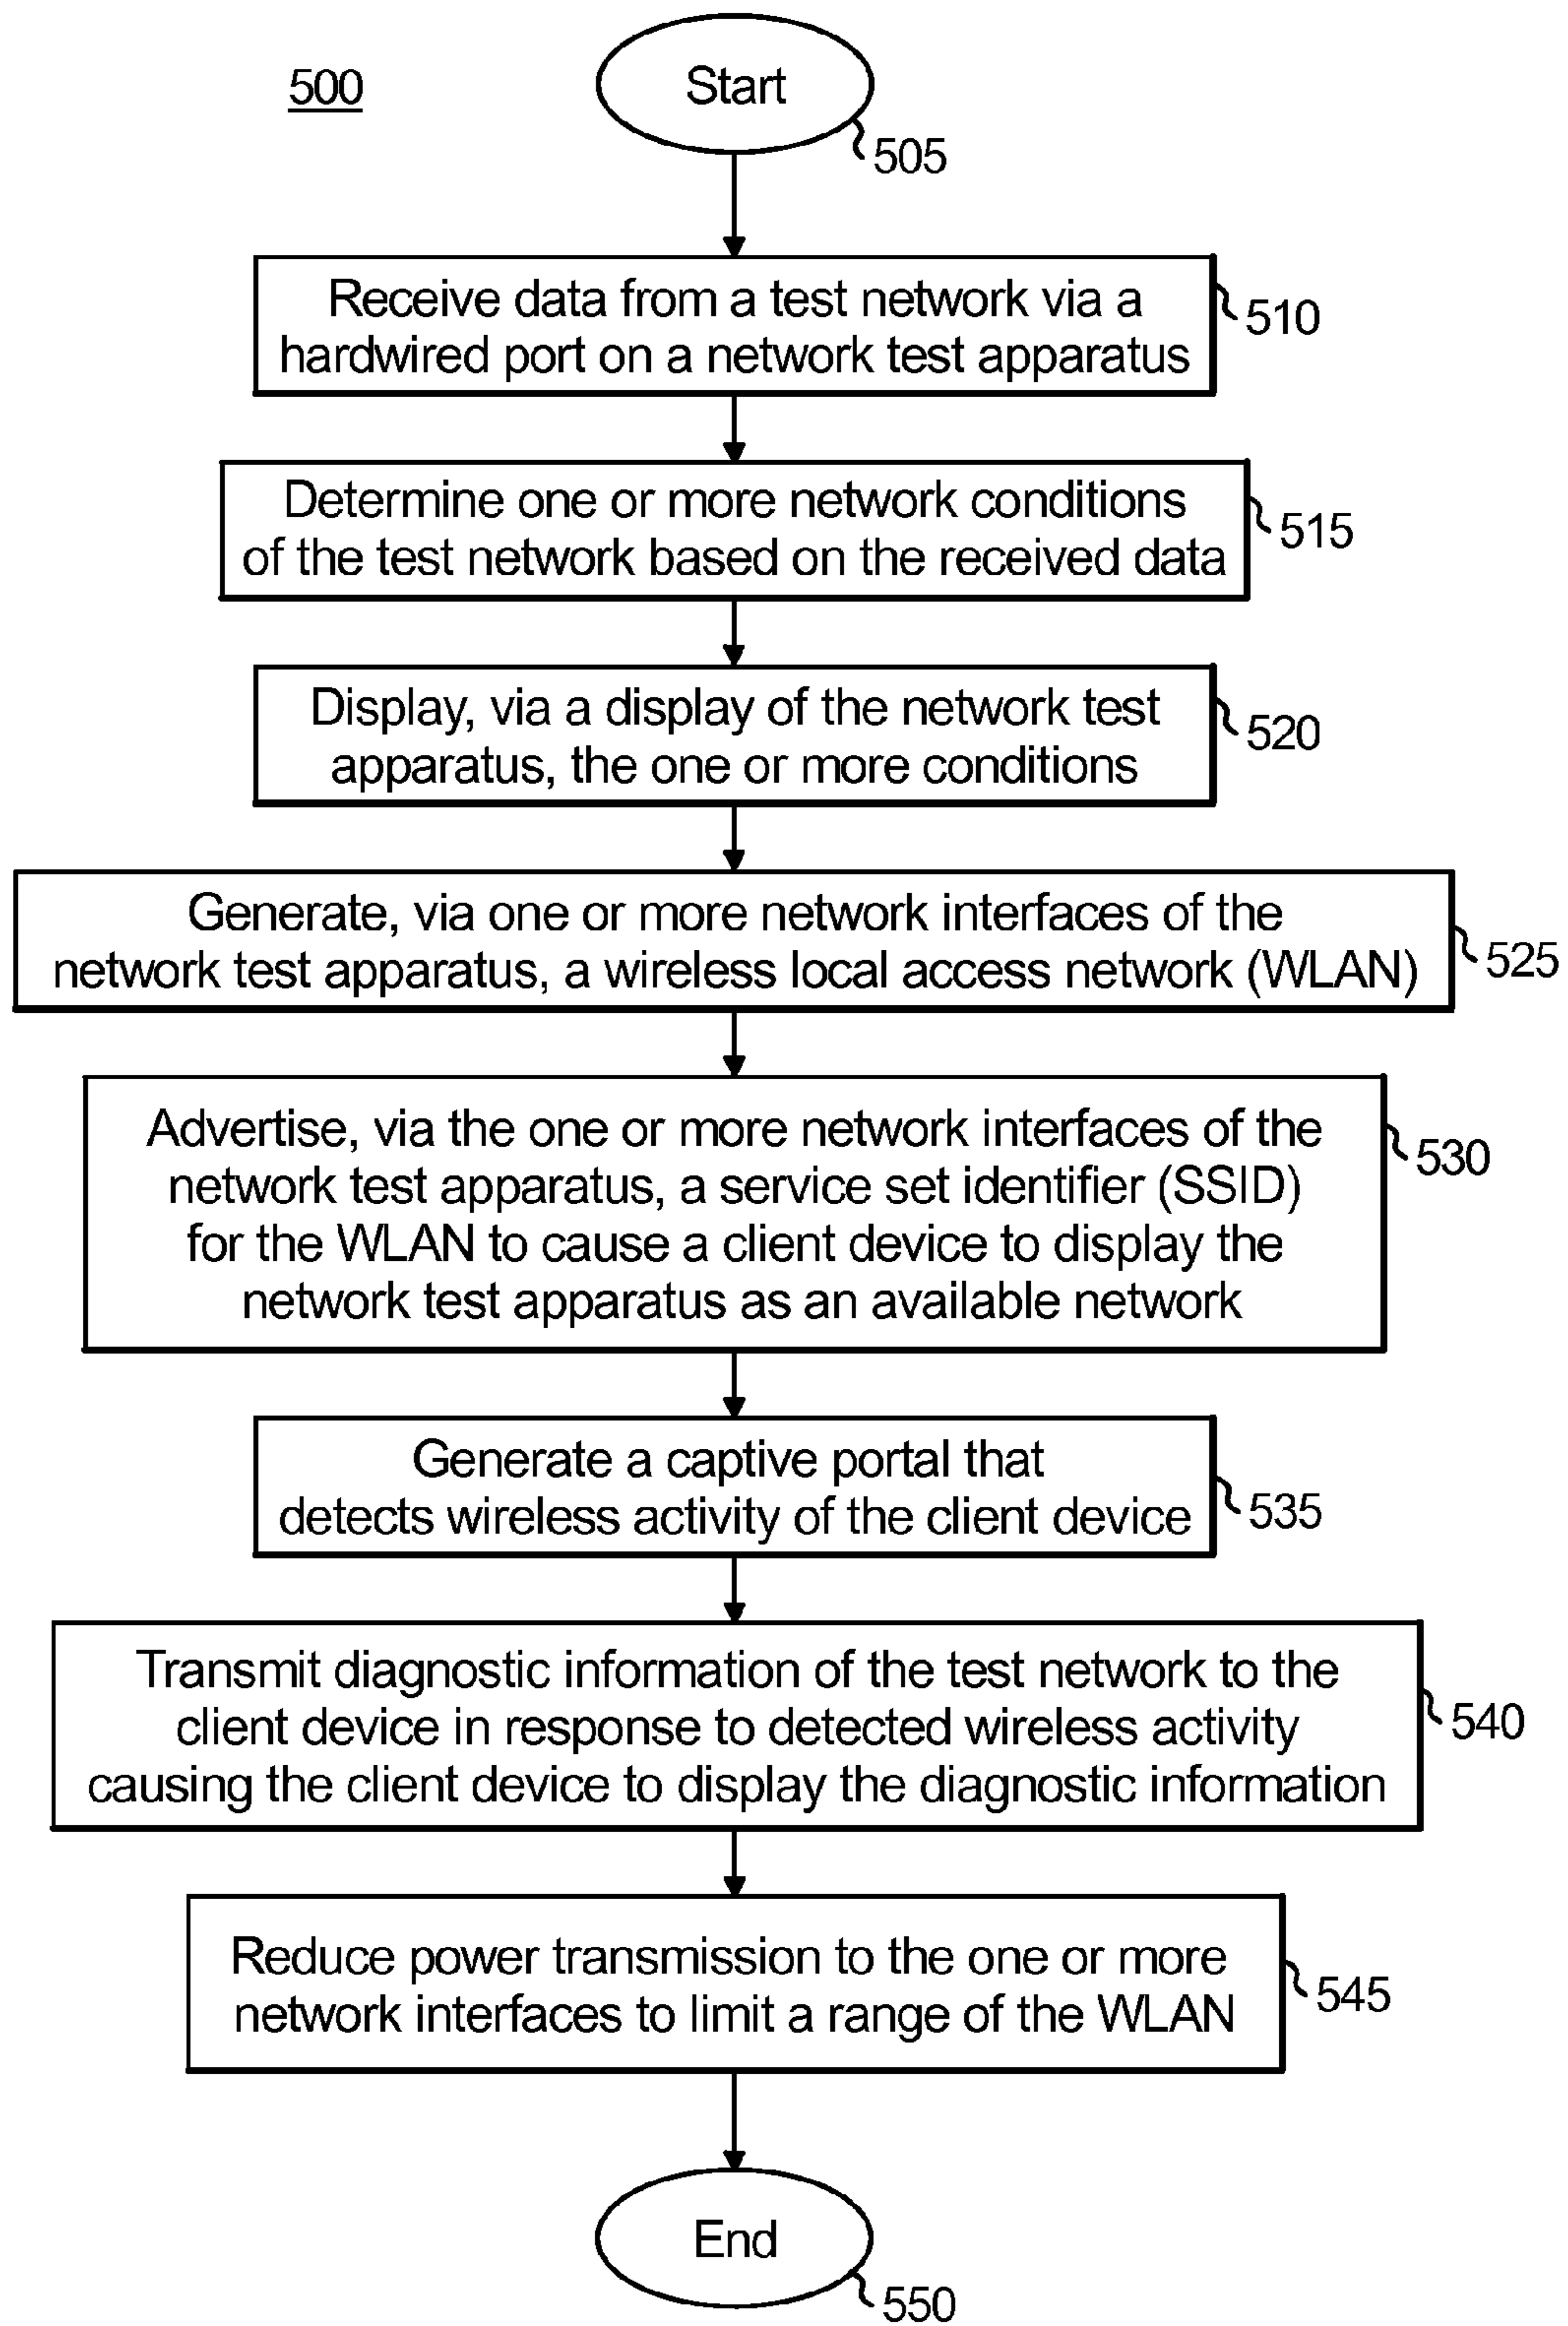 500
Start
505
Receive data from a test network via a
hardwired port on a network test apparatus
510
Determine one or more network conditions
of the test network based on the received data
515
Display, via a display of the network test
apparatus, the one or more conditions
520
Generate, via one or more network interfaces of the
network test apparatus, a wireless local access network (WLAN)
525
Advertise, via the one or more network interfaces of the
network test apparatus, a service set identifier (SSID)
for the WLAN to cause a client device to display the
network test apparatus as an available network
530
Generate a captive portal that
detects wireless activity of the client device
535
Transmit diagnostic information of the test network to the
client device in response to detected wireless activity
causing the client device to display the diagnostic information
540
Reduce power transmission to the one or more
network interfaces to limit a range of the WLAN
545
End
550